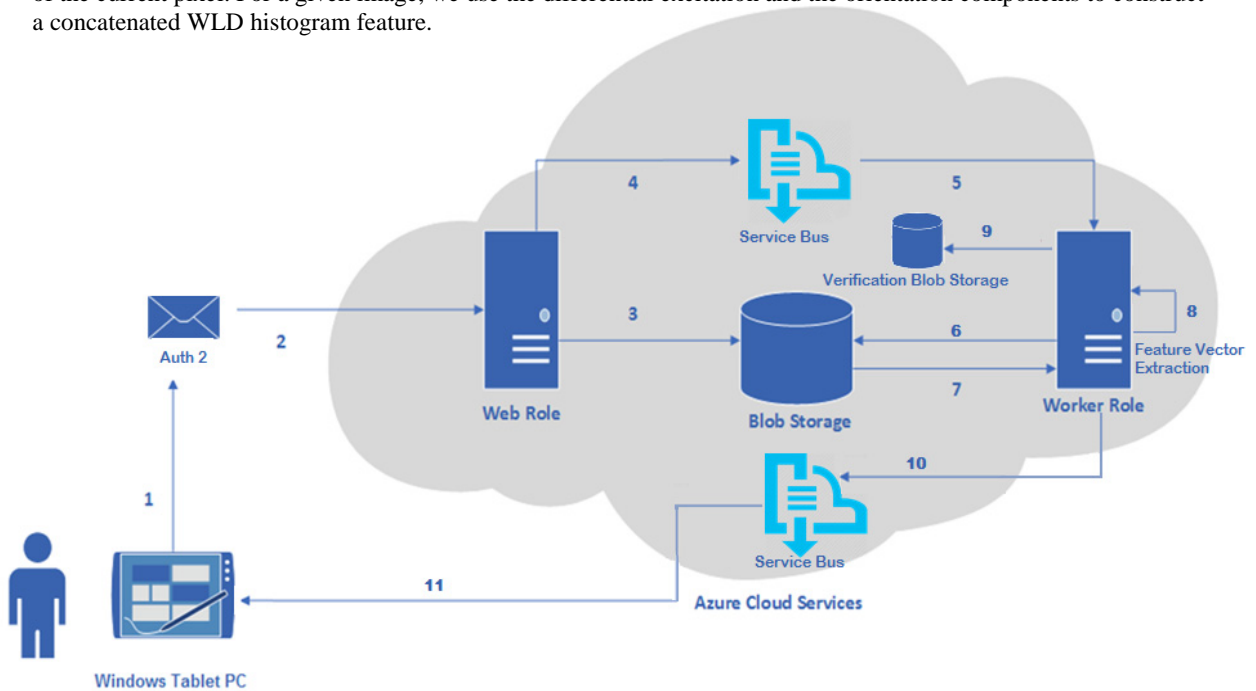 a concatenated WLD histogram feature.
4
5
Service Bus
9
Verification Blob Storage
Auth 2
2
3
6
8
Feature Vector
Extraction
7
Web Role
Blob Storage
Worker Role
10
1
Service Bus
11
Azure Cloud Services
Windows Tablet PC